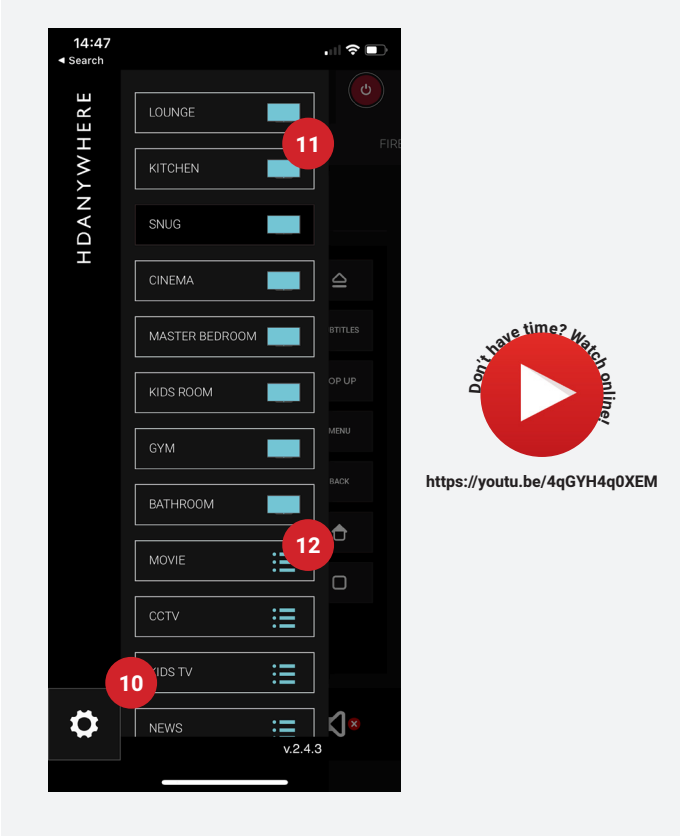 14:47
◀ Search
HDANYWHERE
LOUNGE
11
FIRE
KITCHEN
SNUG
CINEMA
MASTER BEDROOM
BTITLES
KIDS ROOM
OP UP
GYM
MENU
BATHROOM
BACK
12
MOVIE
CCTV
10
KIDS TV
NEWS
v.2.4.3
Don't have time? Watch online!
https://youtu.be/4qGYH4q0XEM